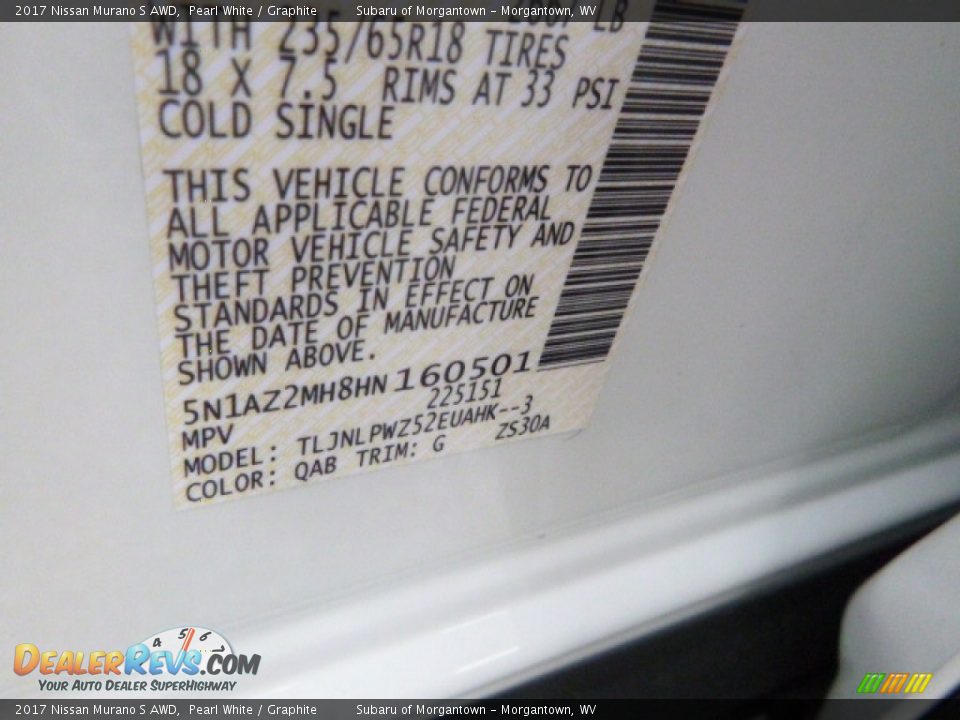 2017 Nissan Murano S AWD, Pearl White / Graphite Subaru of Morgantown - Morgantown, WV
LB
WITH 235/65R18 TIRES
18 X 7.5 RIMS AT 33 PSI
COLD SINGLE
THIS VEHICLE CONFORMS TO
ALL APPLICABLE FEDERAL
MOTOR VEHICLE SAFETY AND
THEFT PREVENTION
STANDARDS IN EFFECT ON
THE DATE OF MANUFACTURE
SHOWN ABOVE.
5N1AZ2MH8HN160501
MPV 225151
MODEL: TLJNLPWZ52EUAHK--3
COLOR: QAB TRIM: G ZS30A
4 5 6
DEALERREVS.COM
YOUR AUTO DEALER SUPERHIGHWAY
2017 Nissan Murano S AWD, Pearl White / Graphite Subaru of Morgantown - Morgantown, WV